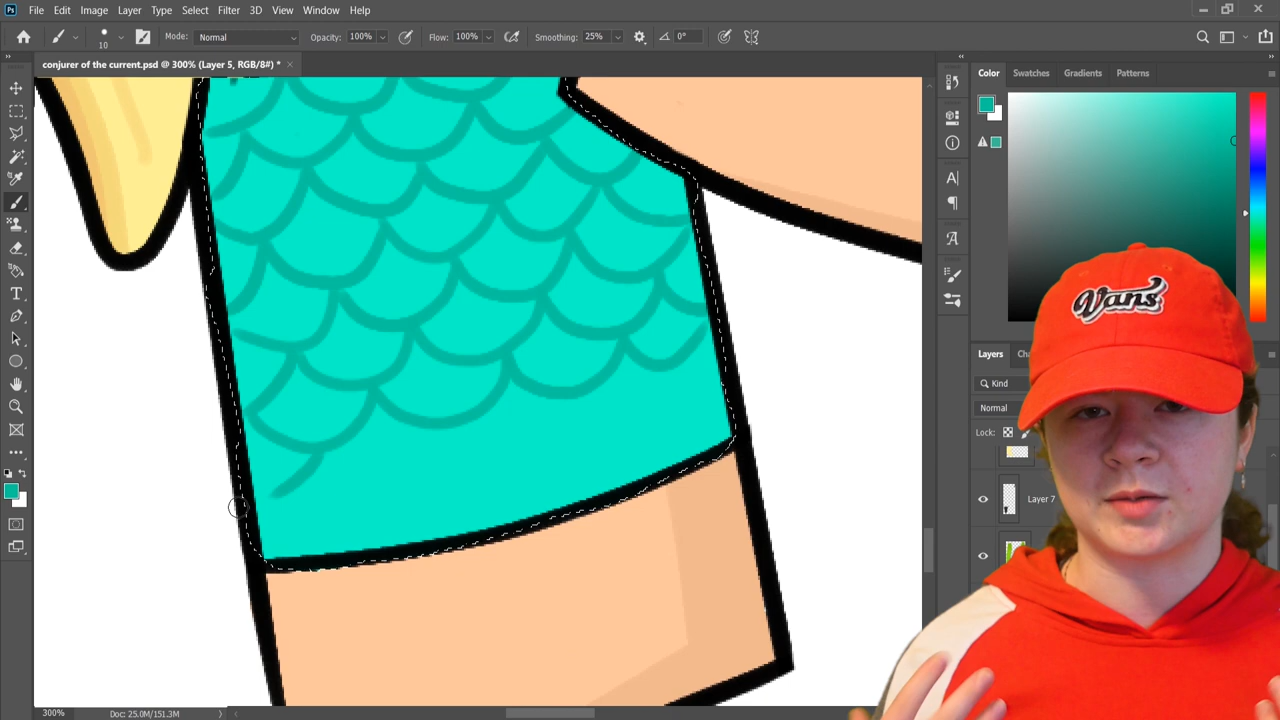 Ps File Edit Image Layer Type Select Filter 3D View Window Help
10 Mode: Normal Opacity: 100% Flow: 100% Smoothing: 25% 0°
conjurer of the current.psd @ 300% (Layer 5, RGB/8#) *
Color Swatches Gradients Patterns
Vans
Layers Cha
Kind
Normal
Lock:
Layer 7
300% Doc: 25.0M/151.3M